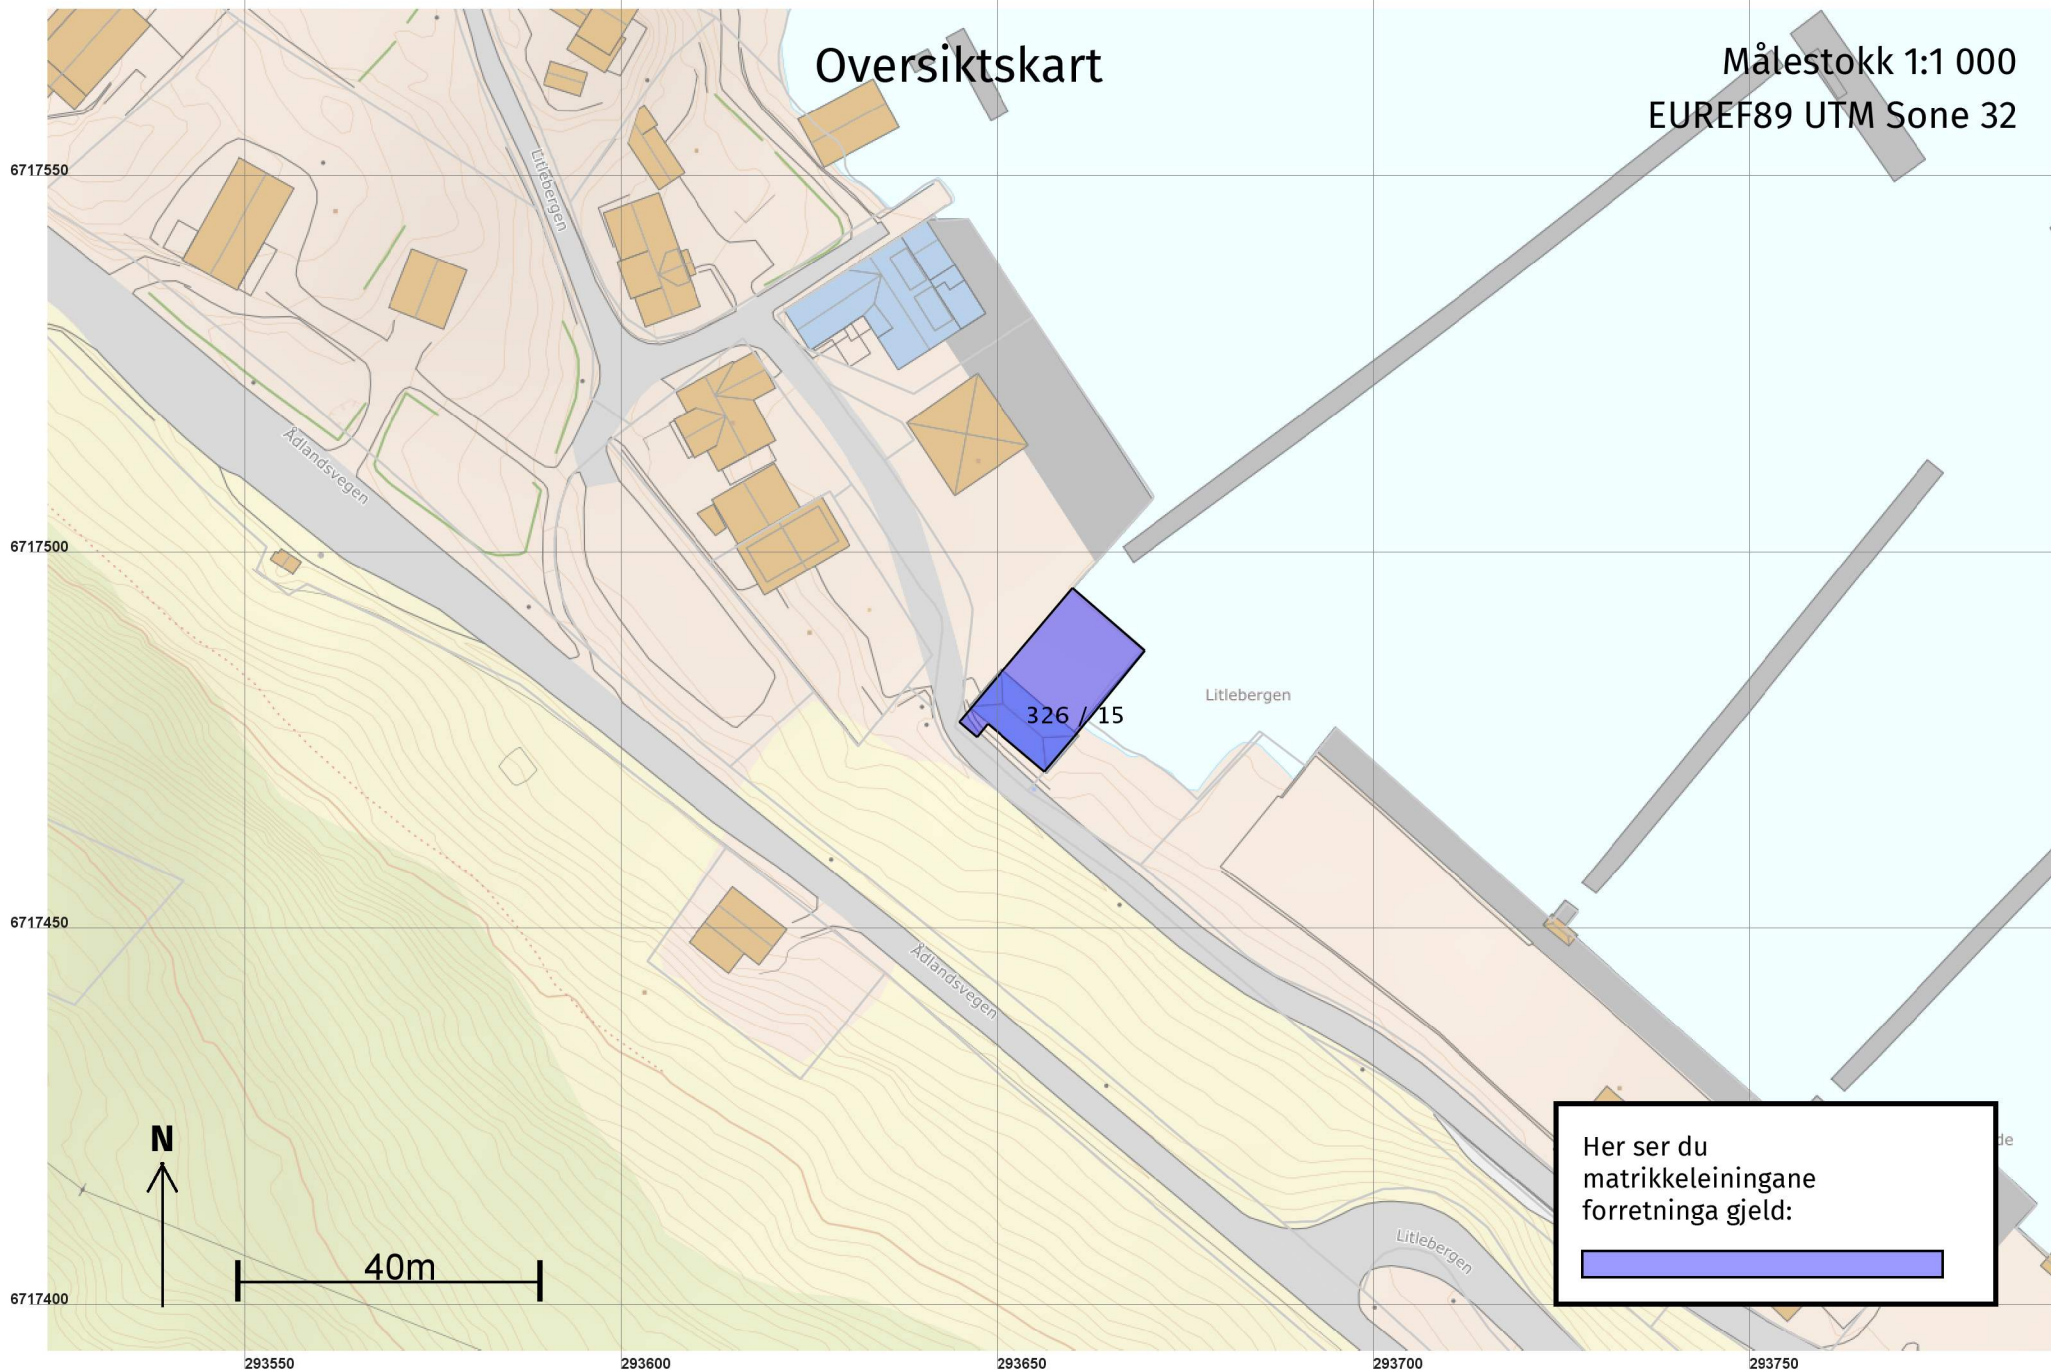 Oversiktskart
Målestokk 1:1 000
EUREF89 UTM Sone 32
6717550
Litlebergen
Ådlandsvegen
6717500
Litlebergen
326 / 15
6717450
Ådlandsvegen
de
N
Her ser du
matrikkeleiningane
forretninga gjeld:
Litlebergen
40m
6717400
293550
293600
293650
293700
293750